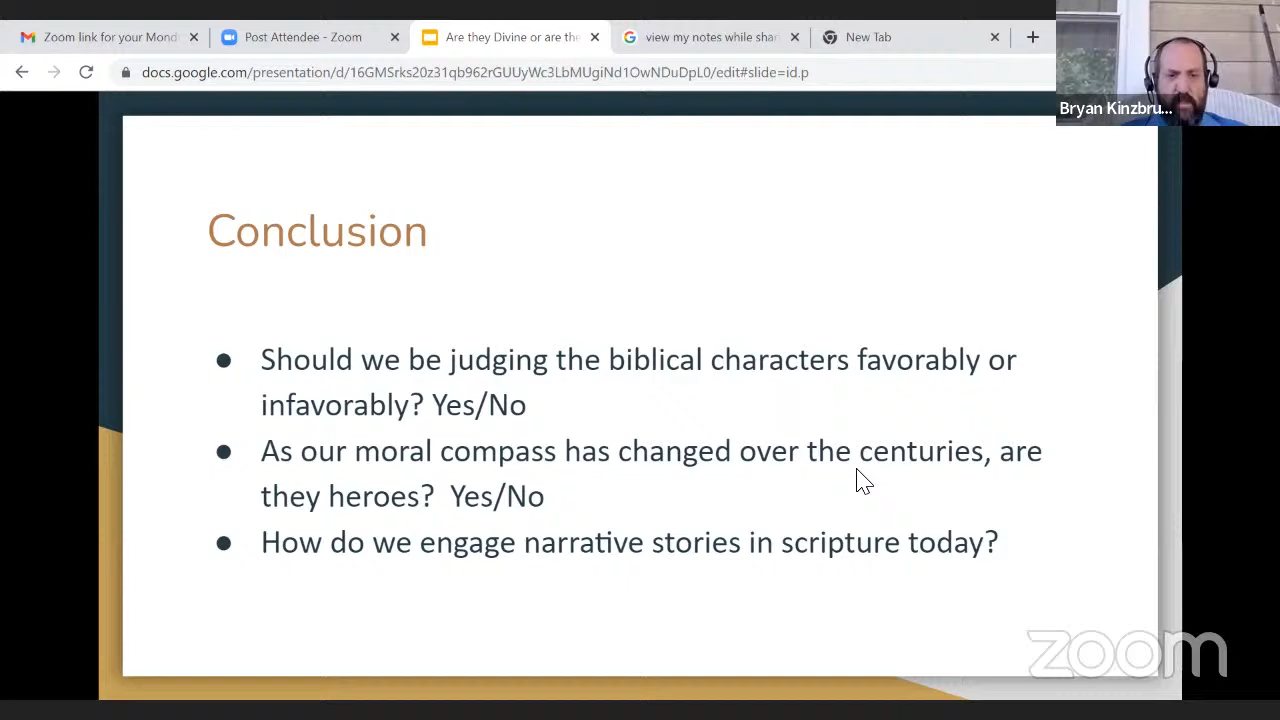 Zoom link for your Mond
Post Attendee - Zoom
Are they Divine or are the
view my notes while shar
New Tab
docs.google.com/presentation/d/16GMSrks20z31qb962rGUUyWc3LbMUgiNd1OwNDuDpL0/edit#slide=id.p
Bryan Kinzbru...
Conclusion
● Should we be judging the biblical characters favorably or
infavorably? Yes/No
● As our moral compass has changed over the centuries, are
they heroes? Yes/No
● How do we engage narrative stories in scripture today?
zoom